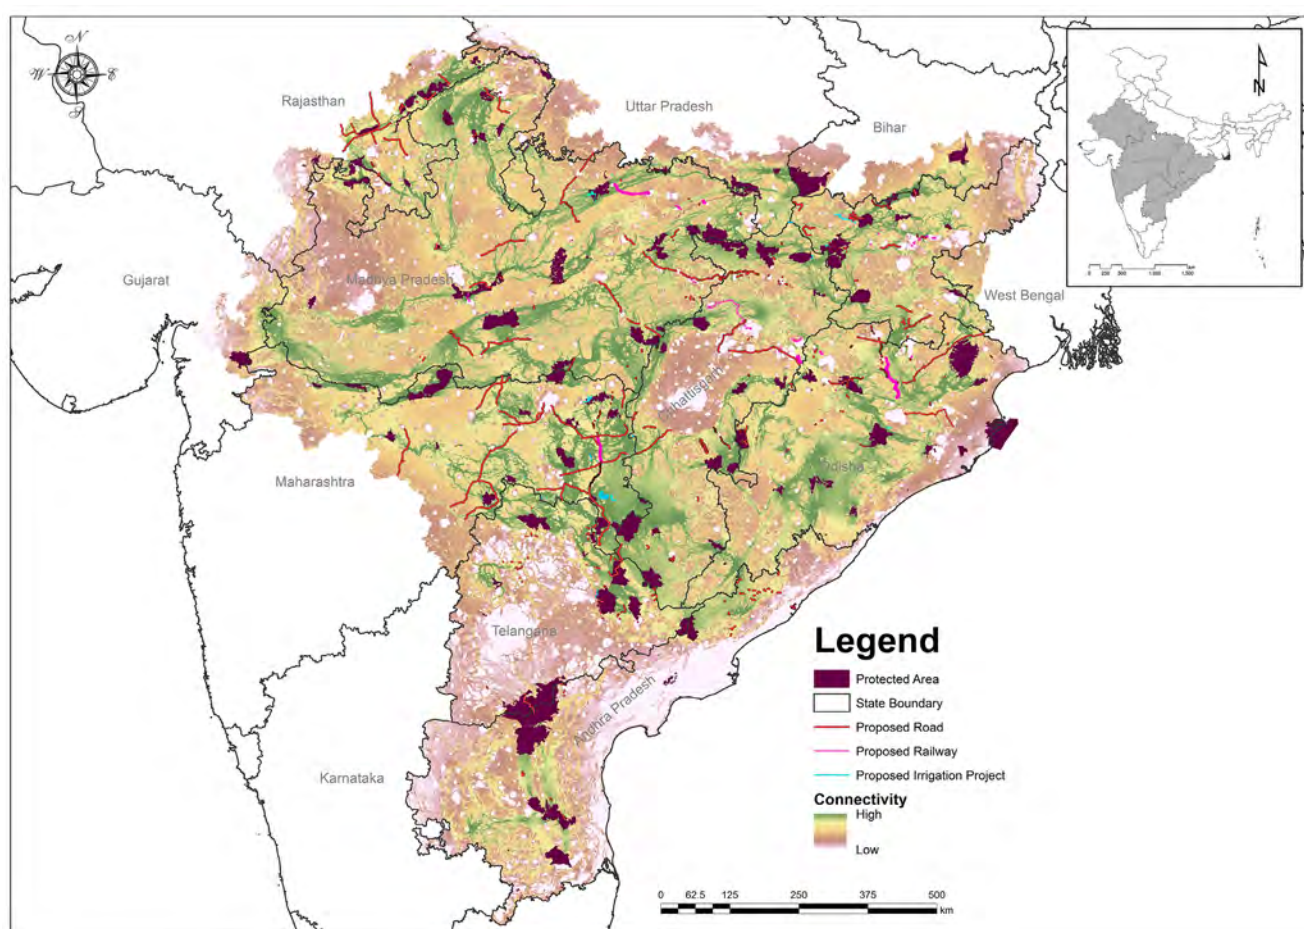 N
W
E
S
N
Rajasthan
Uttar Pradesh
Bihar
Gujarat
Madhya Pradesh
West Bengal
Chhattisgarh
Maharashtra
Odisha
Telangana
Andhra Pradesh
Karnataka
Legend
Protected Area
State Boundary
Proposed Road
Proposed Railway
Proposed Irrigation Project
Connectivity
High
Low
0 62.5 125 250 375 500
km